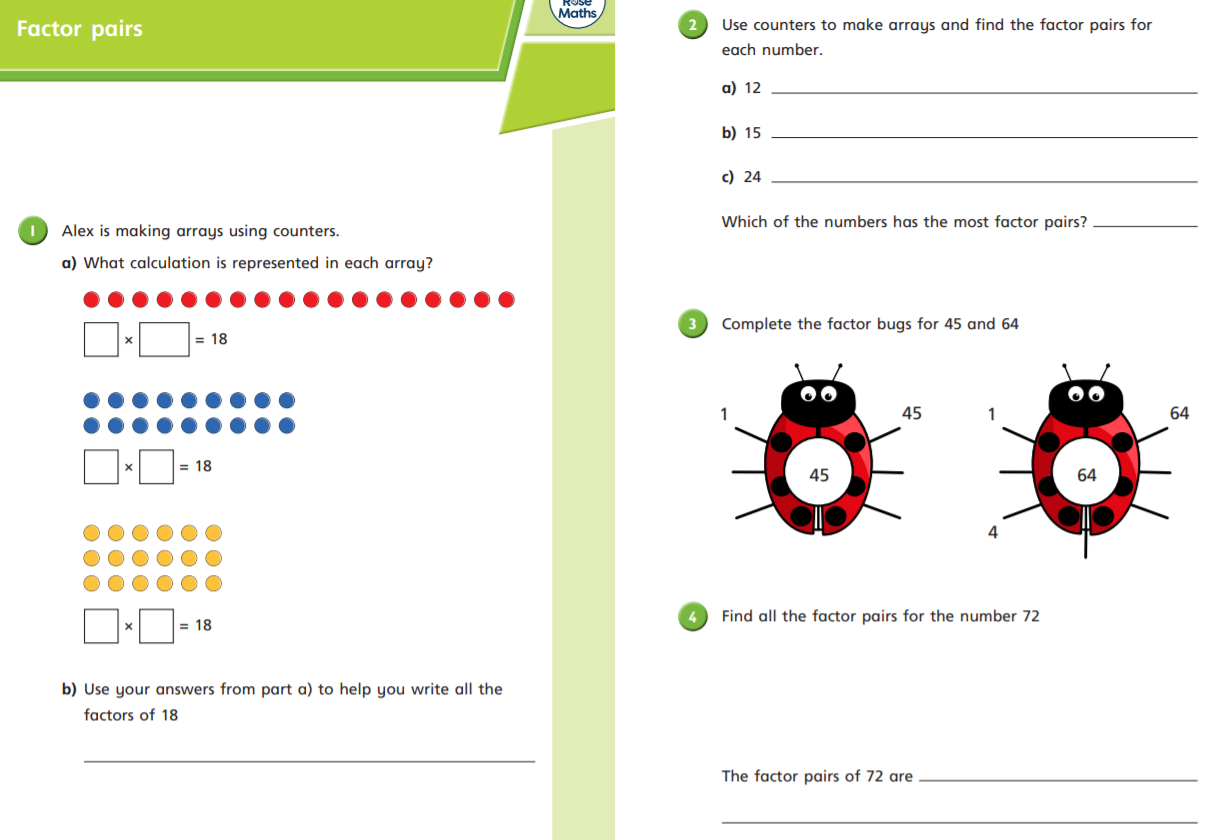 Factor pairs
Rose
Maths
1 Alex is making arrays using counters.
a) What calculation is represented in each array?
× = 18
× = 18
× = 18
b) Use your answers from part a) to help you write all the
factors of 18
2 Use counters to make arrays and find the factor pairs for
each number.
a) 12
b) 15
c) 24
Which of the numbers has the most factor pairs?
3 Complete the factor bugs for 45 and 64
1 45
45
1 64
64
4
4 Find all the factor pairs for the number 72
The factor pairs of 72 are